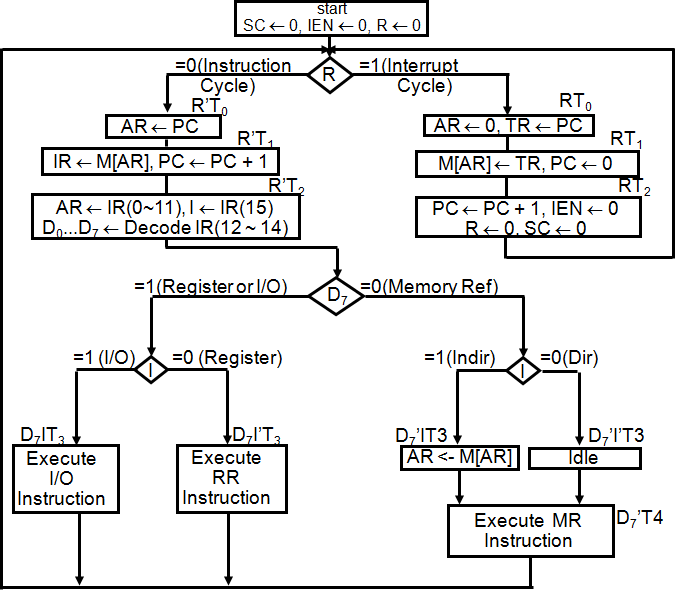 start
SC ← 0, IEN ← 0, R ← 0
R
=0(Instruction
Cycle)
=1(Interrupt
Cycle)
R'T0
AR ← PC
R'T1
IR ← M[AR], PC ← PC + 1
R'T2
AR ← IR(0~11), I ← IR(15)
D0...D7 ← Decode IR(12 ~ 14)
RT0
AR ← 0, TR ← PC
RT1
M[AR] ← TR, PC ← 0
RT2
PC ← PC + 1, IEN ← 0
R ← 0, SC ← 0
=1(Register or I/O)
D7
=0(Memory Ref)
=1 (I/O)
I
=0 (Register)
=1(Indir)
I
=0(Dir)
D7IT3
Execute
I/O
Instruction
D7I'T3
Execute
RR
Instruction
D7'IT3
AR <- M[AR]
D7'I'T3
Idle
Execute MR
Instruction
D7'T4